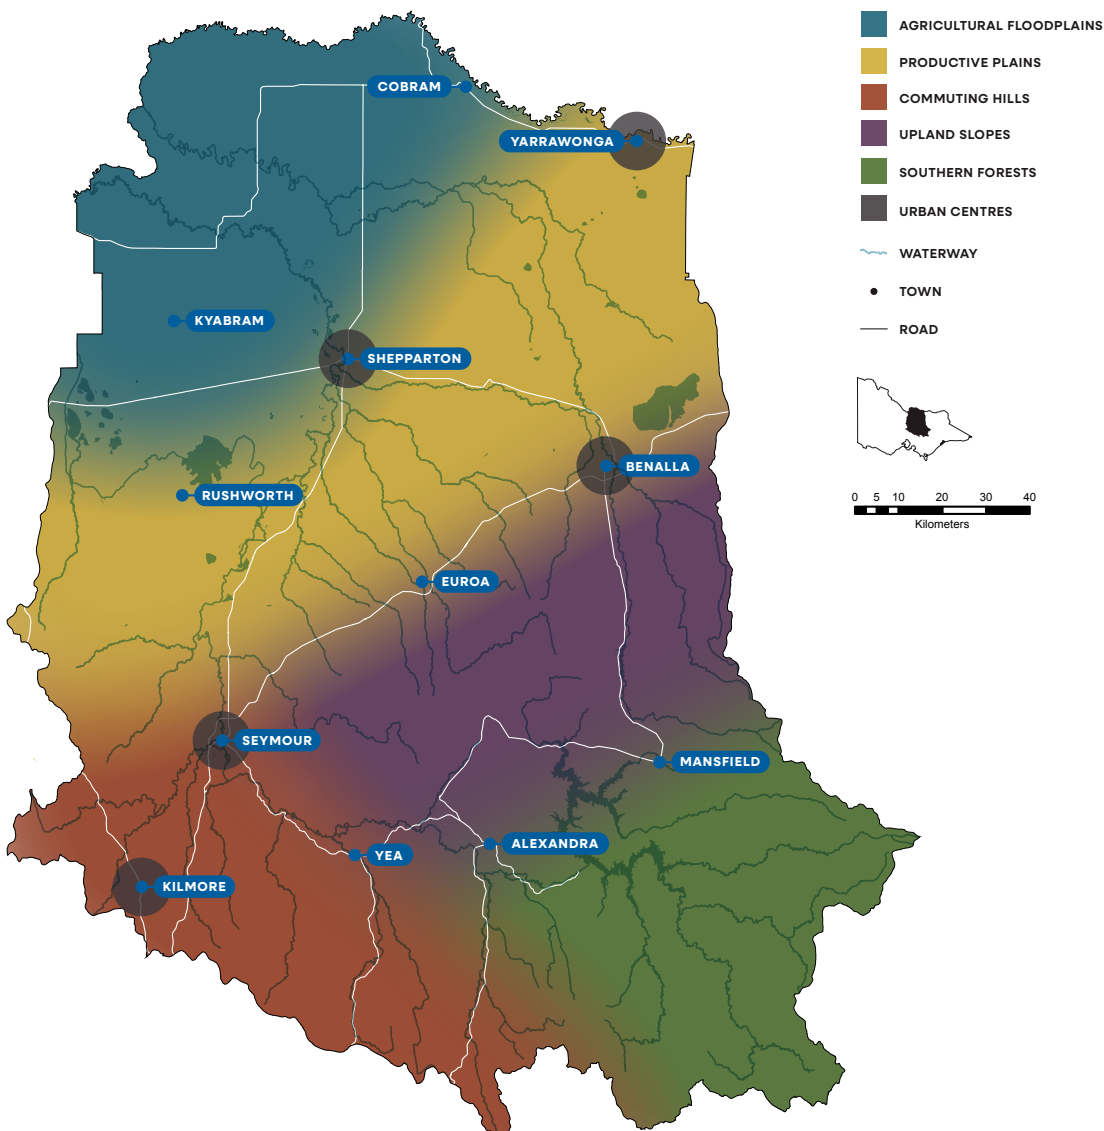 AGRICULTURAL FLOODPLAINS
PRODUCTIVE PLAINS
COMMUTING HILLS
UPLAND SLOPES
SOUTHERN FORESTS
URBAN CENTRES
WATERWAY
TOWN
ROAD
0 5 10 20 30 40
Kilometers
COBRAM
YARRAWONGA
KYABRAM
SHEPPARTON
BENALLA
RUSHWORTH
EUROA
SEYMOUR
MANSFIELD
ALEXANDRA
YEA
KILMORE